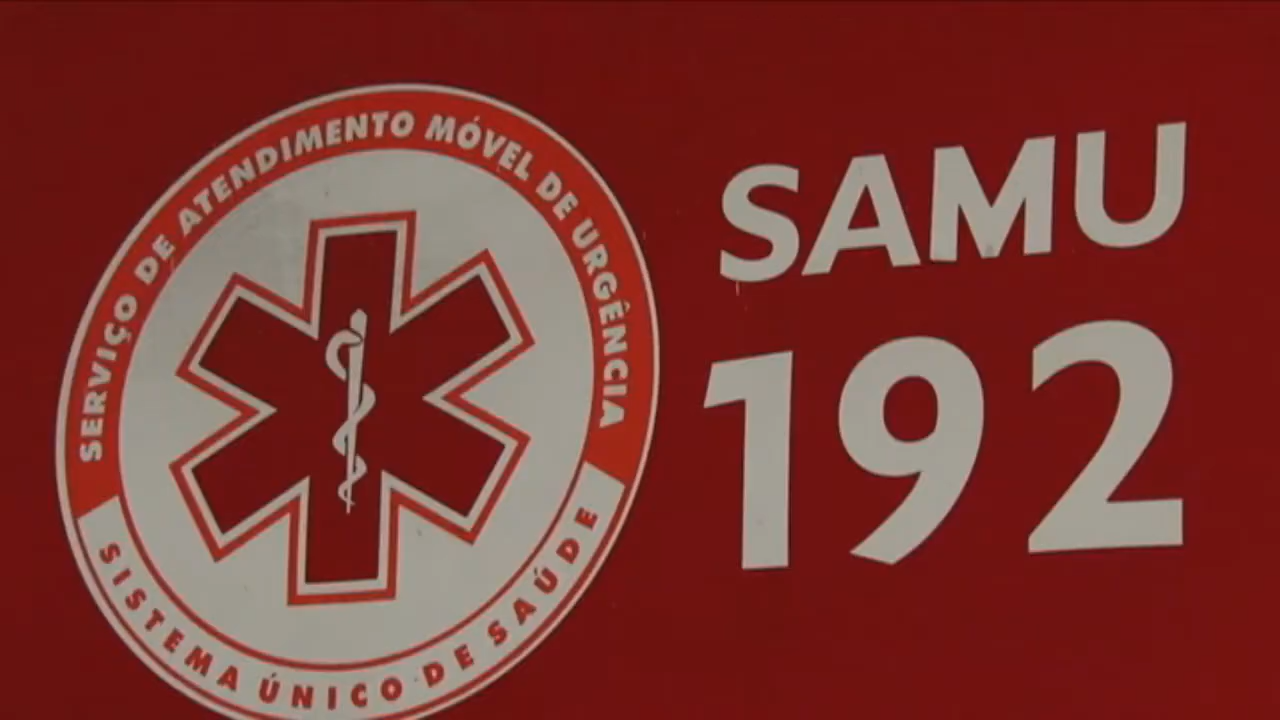 SERVIÇO DE ATENDIMENTO MÓVEL DE URGÊNCIA
SISTEMA ÚNICO DE SAÚDE
SAMU
192